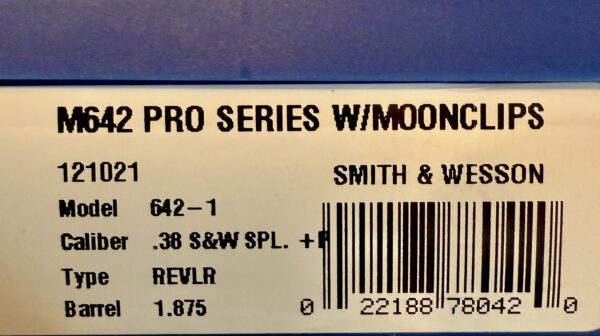 M642 PRO SERIES W/MOONCLIPS
121021 SMITH & WESSON
Model 642-1
Caliber .38 S&W SPL. +P
Type REVLR
Barrel 1.875
0 22188 78042 0